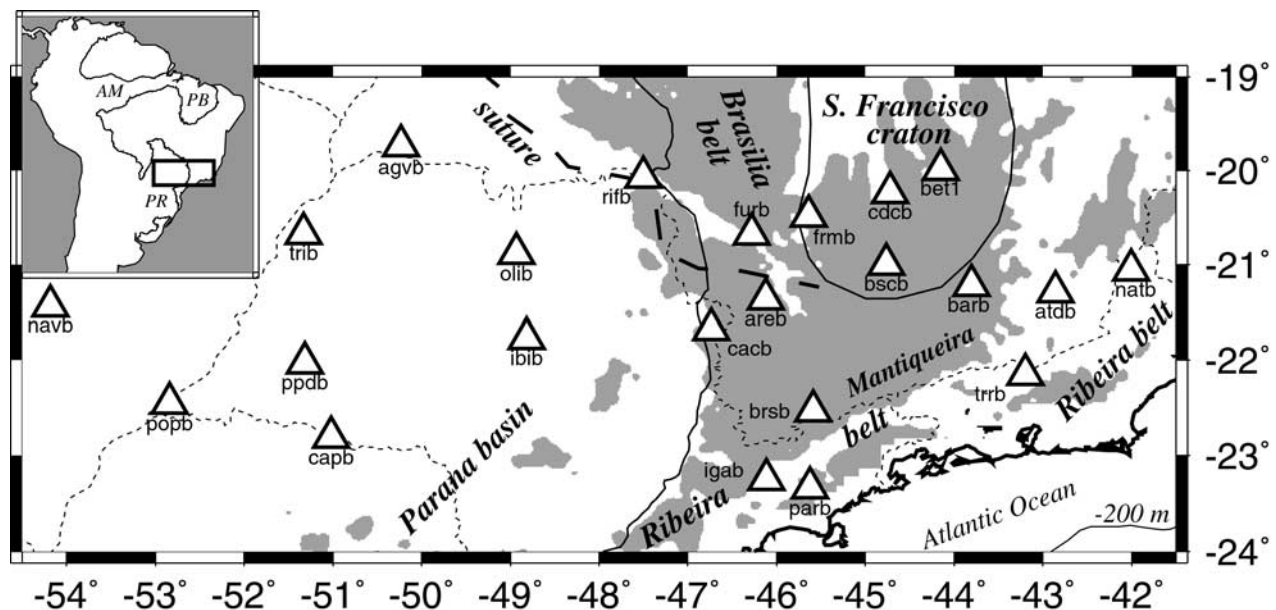 AM
PB
PR
suture
Brasilia
belt
S. Francisco
craton
agvb
rifb
furb
frmb
cdcb
bet1
trib
olib
bscb
barb
atdb
natb
navb
areb
ibib
cacb
ppdb
Mantiqueira
trrb
Ribeira belt
popb
capb
brsb
belt
Parana basin
igab
parb
Ribeira
Atlantic Ocean
-200 m
-19°
-20°
-21°
-22°
-23°
-24°
-54° -53° -52° -51° -50° -49° -48° -47° -46° -45° -44° -43° -42°